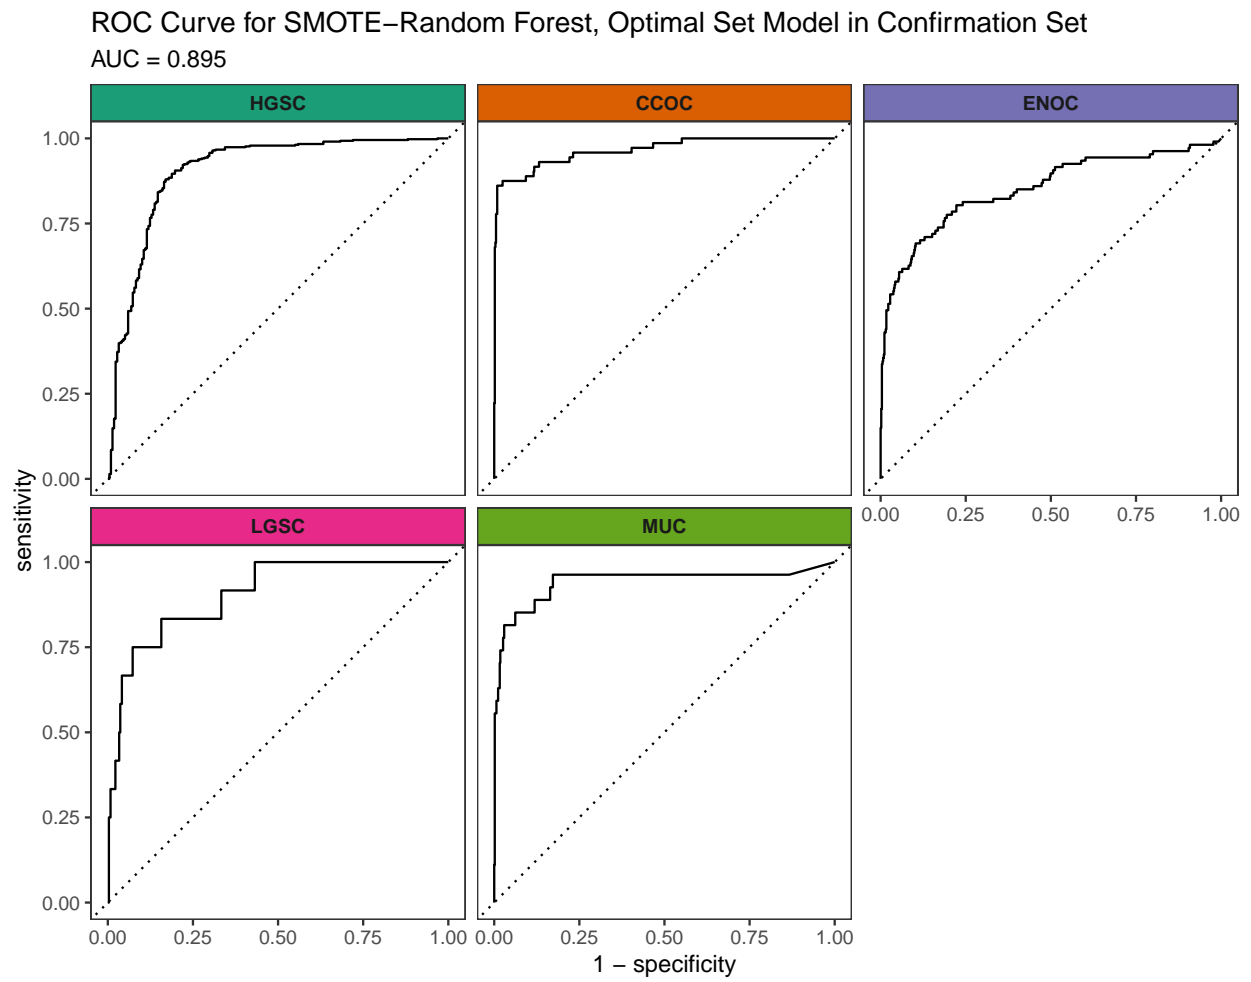 ROC Curve for SMOTE−Random Forest, Optimal Set Model in Confirmation Set
AUC = 0.895
HGSC
CCOC
ENOC
1.00
0.75
0.50
0.25
0.00
0.00 0.25 0.50 0.75 1.00
LGSC
MUC
1.00
0.75
0.50
0.25
0.00
0.00 0.25 0.50 0.75 1.00
0.00 0.25 0.50 0.75 1.00
sensitivity
1 − specificity